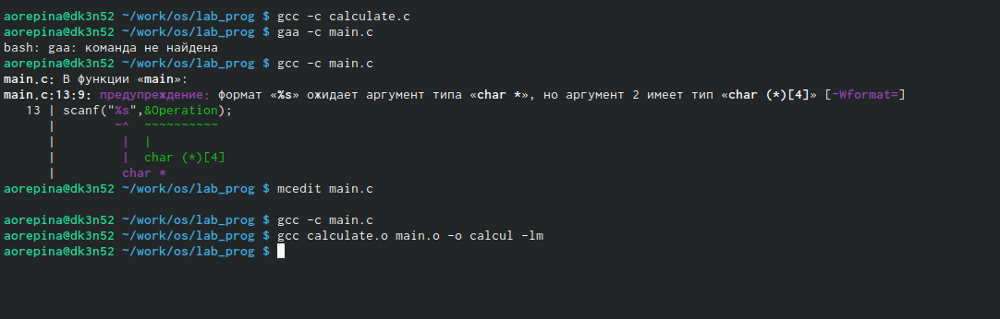 aorepina@dk3n52 ~/work/os/lab_prog $ gcc -c calculate.c
aorepina@dk3n52 ~/work/os/lab_prog $ gaa -c main.c
bash: gaa: команда не найдена
aorepina@dk3n52 ~/work/os/lab_prog $ gcc -c main.c
main.c: В функции «main»:
main.c:13:9: предупреждение: формат «%s» ожидает аргумент типа «char *», но аргумент 2 имеет тип «char (*)[4]» [-Wformat=]
   13 | scanf("%s",&Operation);
      |        ~^  ~~~~~~~~~~
      |         |  |
      |         |  char (*)[4]
      |         char *
aorepina@dk3n52 ~/work/os/lab_prog $ mcedit main.c
aorepina@dk3n52 ~/work/os/lab_prog $ gcc -c main.c
aorepina@dk3n52 ~/work/os/lab_prog $ gcc calculate.o main.o -o calcul -lm
aorepina@dk3n52 ~/work/os/lab_prog $